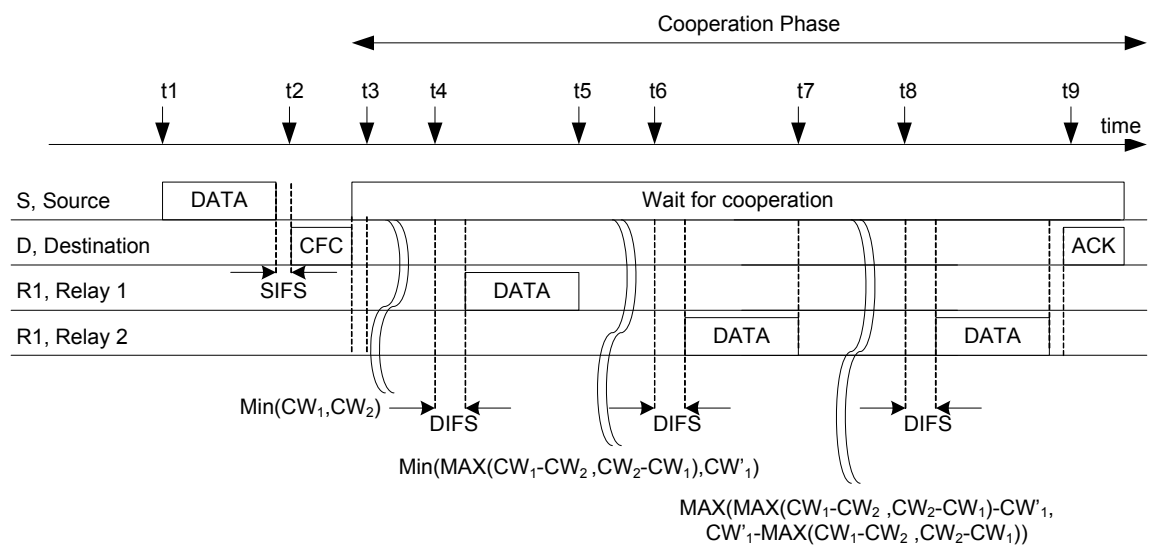 Cooperation Phase
t1 t2 t3 t4 t5 t6 t7 t8 t9
time
S, Source DATA Wait for cooperation
D, Destination CFC ACK
SIFS
R1, Relay 1 DATA
R1, Relay 2 DATA DATA
Min(CW₁,CW₂)
DIFS DIFS DIFS
Min(MAX(CW₁-CW₂ ,CW₂-CW₁),CW'₁)
MAX(MAX(CW₁-CW₂ ,CW₂-CW₁)-CW'₁,
CW'₁-MAX(CW₁-CW₂ ,CW₂-CW₁))